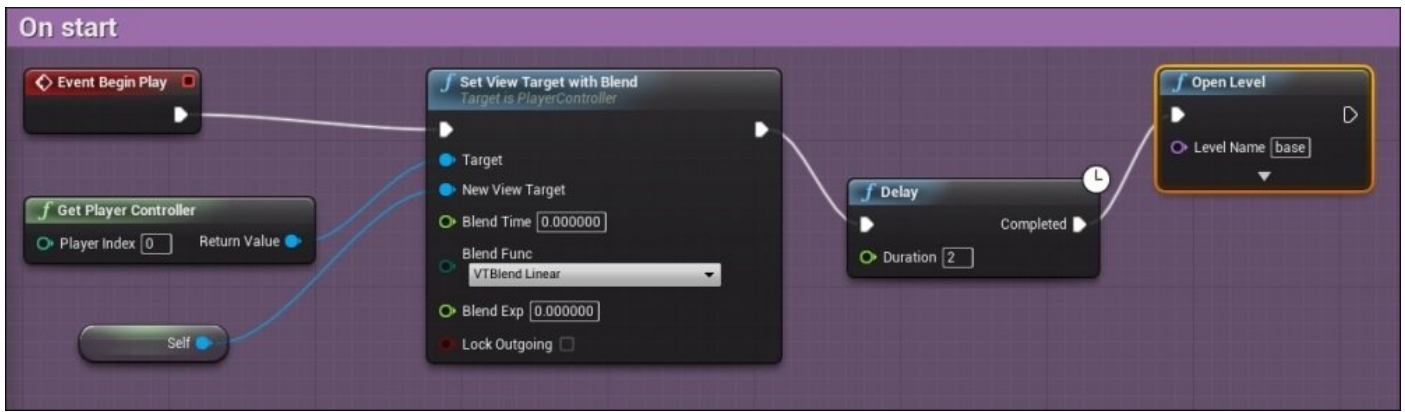 On start
Event Begin Play
Get Player Controller
Player Index 0 Return Value
Self
f Set View Target with Blend
Target is PlayerController
Target
New View Target
Blend Time 0.000000
Blend Func
VTBlend Linear
Blend Exp 0.000000
Lock Outgoing
f Delay
Completed
Duration 2
f Open Level
Level Name base